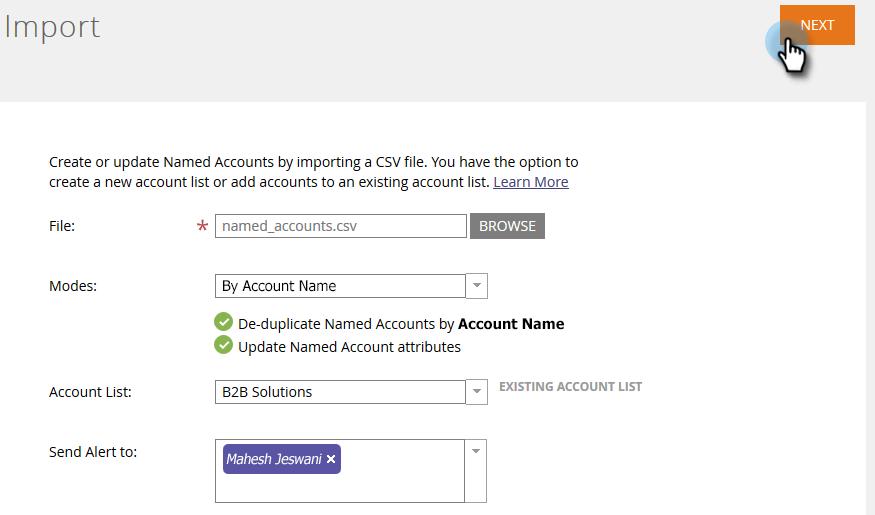 Import
NEXT
Create or update Named Accounts by importing a CSV file. You have the option to
create a new account list or add accounts to an existing account list. Learn More
File: * named_accounts.csv BROWSE
Modes: By Account Name
De-duplicate Named Accounts by Account Name
Update Named Account attributes
Account List: B2B Solutions EXISTING ACCOUNT LIST
Send Alert to: Mahesh Jeswani ×